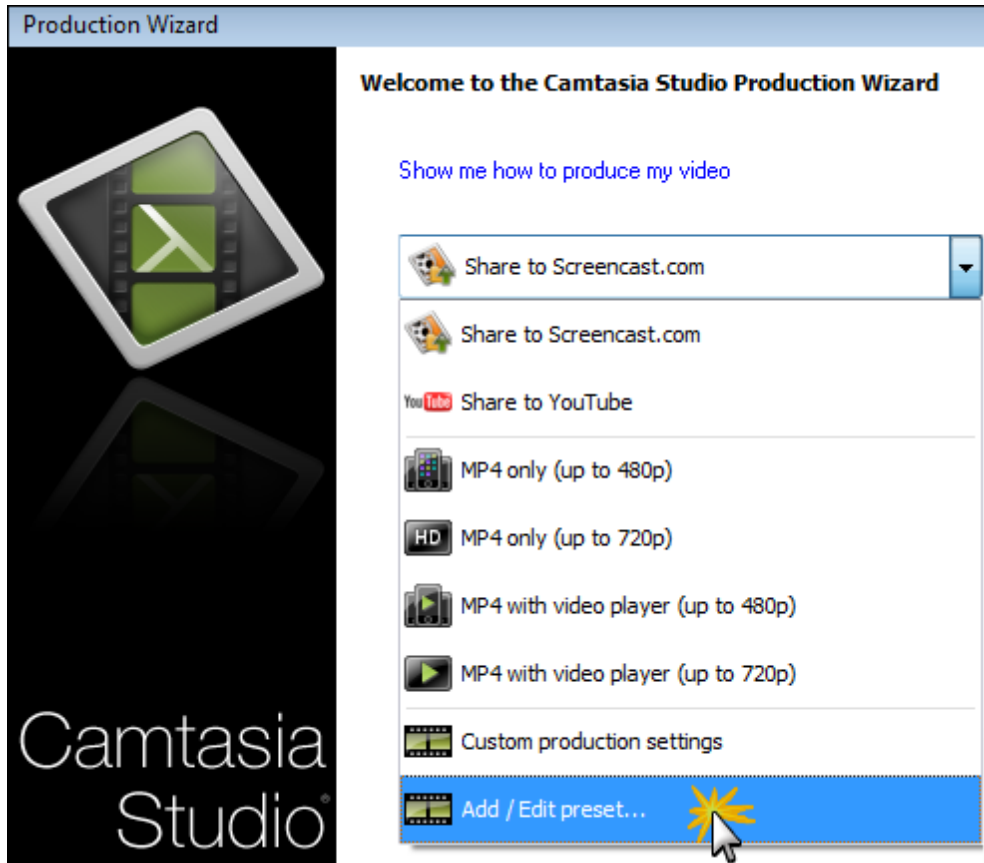 Production Wizard
Welcome to the Camtasia Studio Production Wizard
Show me how to produce my video
Share to Screencast.com
Share to Screencast.com
You Tube Share to YouTube
MP4 only (up to 480p)
HD MP4 only (up to 720p)
MP4 with video player (up to 480p)
MP4 with video player (up to 720p)
Custom production settings
Add / Edit preset...
Camtasia
Studio®